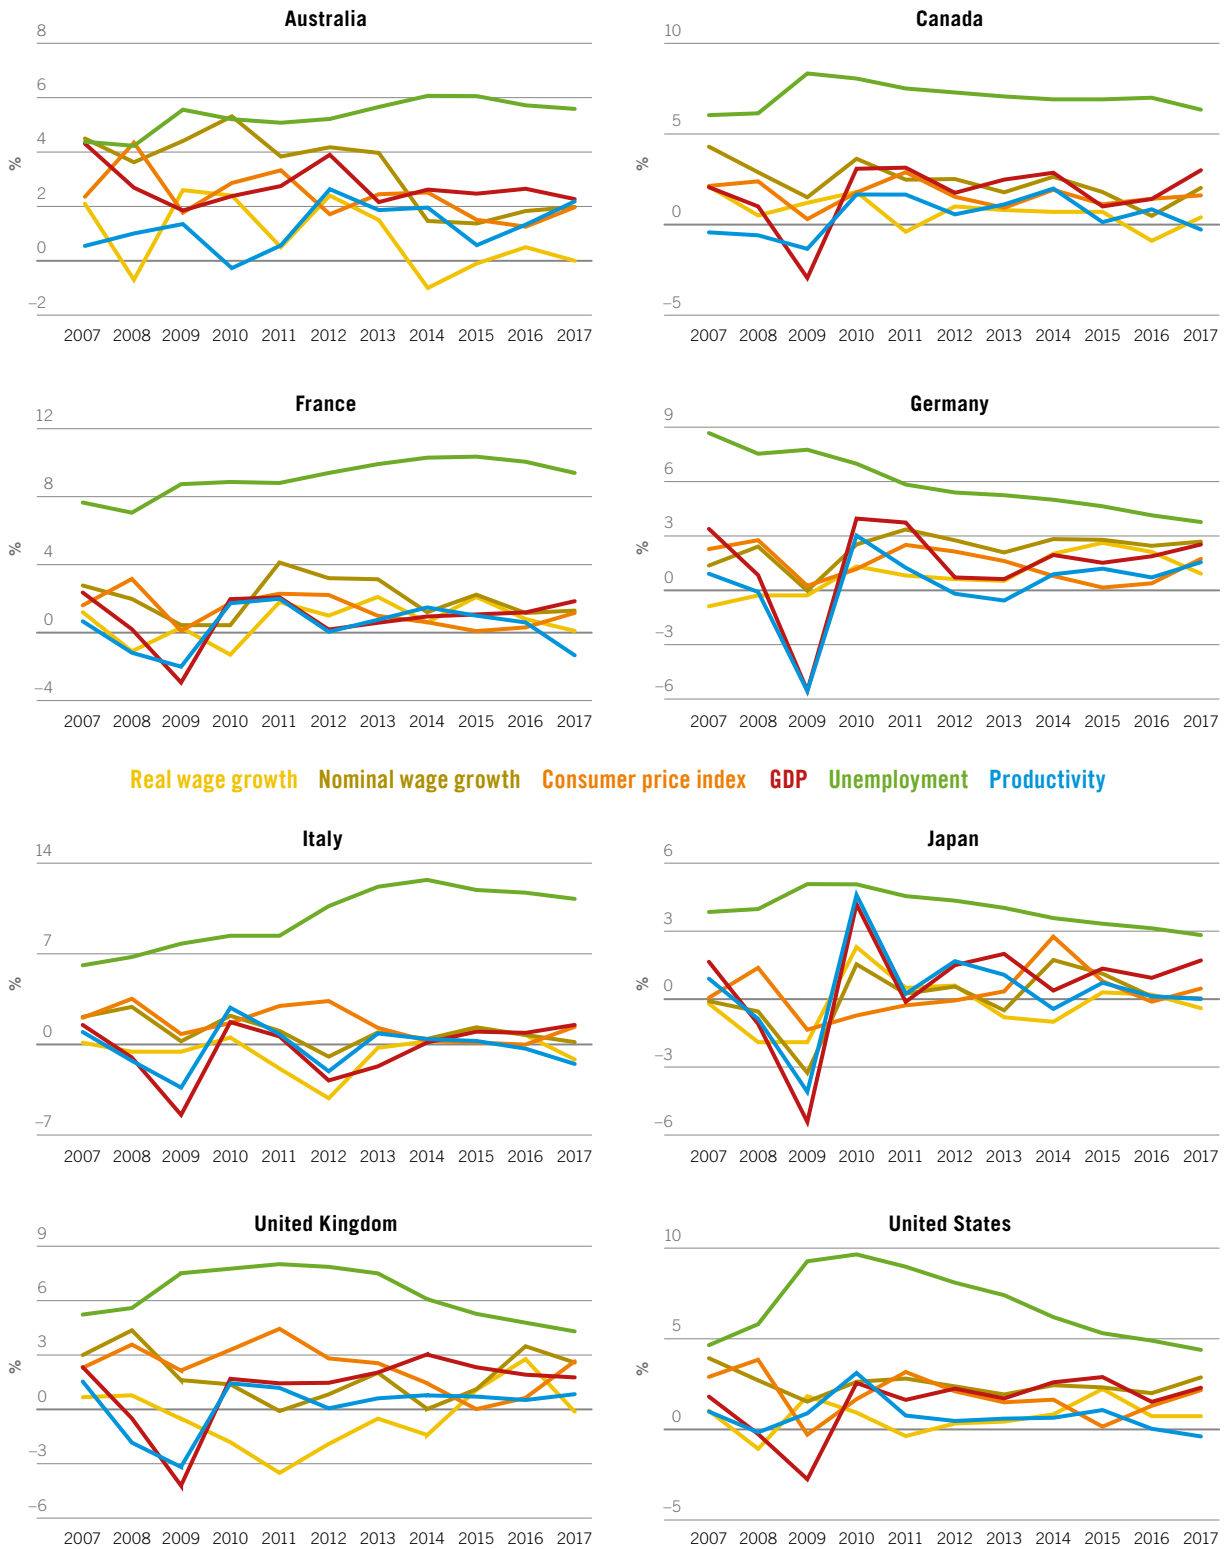 Australia
8
6
4
2
0
–2
%
2007 2008 2009 2010 2011 2012 2013 2014 2015 2016 2017
Canada
10
5
0
–5
%
2007 2008 2009 2010 2011 2012 2013 2014 2015 2016 2017
France
12
8
4
0
–4
%
2007 2008 2009 2010 2011 2012 2013 2014 2015 2016 2017
Germany
9
6
3
0
–3
–6
%
2007 2008 2009 2010 2011 2012 2013 2014 2015 2016 2017
Real wage growth Nominal wage growth Consumer price index GDP Unemployment Productivity
Italy
14
7
0
–7
%
2007 2008 2009 2010 2011 2012 2013 2014 2015 2016 2017
Japan
6
3
0
–3
–6
%
2007 2008 2009 2010 2011 2012 2013 2014 2015 2016 2017
United Kingdom
9
6
3
0
–3
–6
%
2007 2008 2009 2010 2011 2012 2013 2014 2015 2016 2017
United States
10
5
0
–5
%
2007 2008 2009 2010 2011 2012 2013 2014 2015 2016 2017